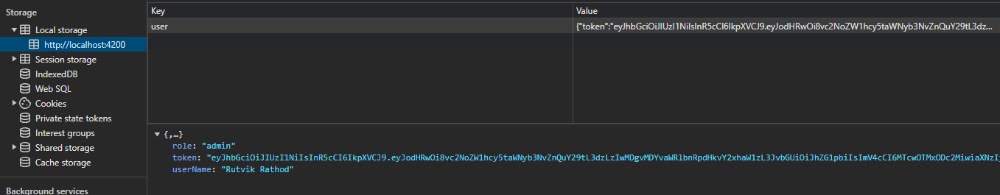 Storage
Local storage
http://localhost:4200
Session storage
IndexedDB
Web SQL
Cookies
Private state tokens
Interest groups
Shared storage
Cache storage
Background services
Key Value
user {"token":"eyJhbGciOiJIUzI1NiIsInR5cCI6IkpXVCJ9.eyJodHRwOi8vc2NoZW1hcy5taWNyb3NvZnQuY29tL3dz...
{,…}
role: "admin"
token: "eyJhbGciOiJIUzI1NiIsInR5cCI6IkpXVCJ9.eyJodHRwOi8vc2NoZW1hcy5taWNyb3NvZnQuY29tL3dzLzIwMDgvMDYvaWRlbnRpdHkvY2xhaW1zL3JvbGUiOiJhZG1pbiIsImV4cCI6MTcwOTMxODc2MiwiaXNzIj
userName: "Rutvik Rathod"